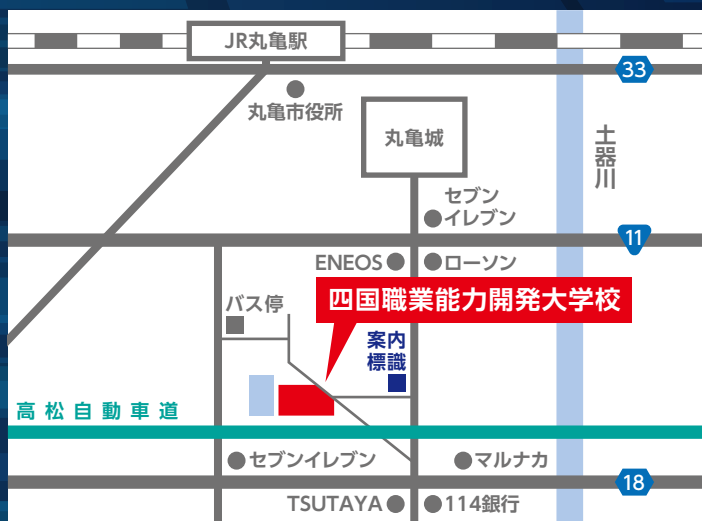 JR丸亀駅
33
丸亀市役所
丸亀城
土器川
セブン
イレブン
11
ENEOS
ローソン
四国職業能力開発大学校
バス停
案内
標識
高松自動車道
セブンイレブン
マルナカ
18
TSUTAYA
114銀行